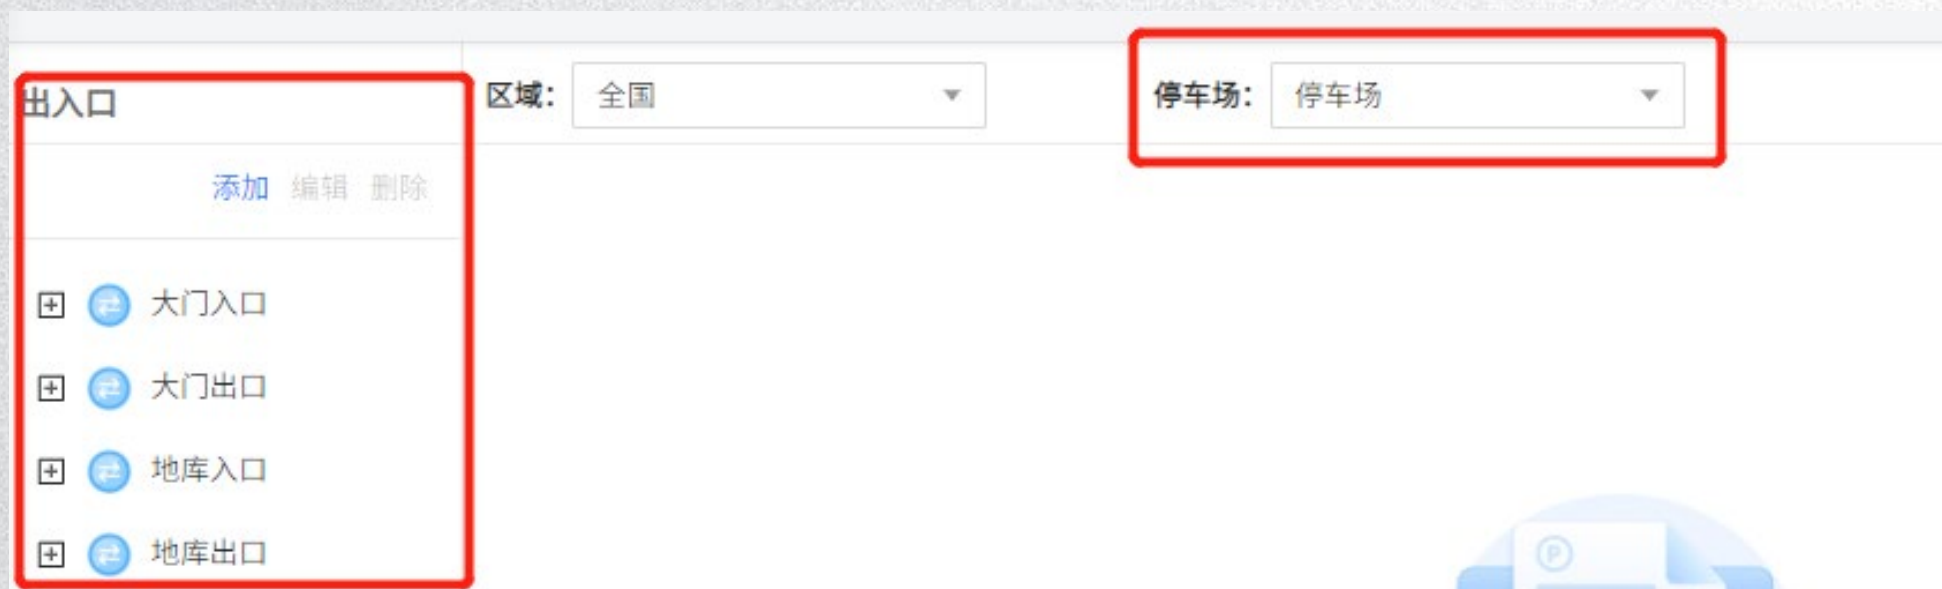 出入口
区域： 全国 停车场： 停车场
添加 编辑 删除
大门入口
大门出口
地库入口
地库出口
P